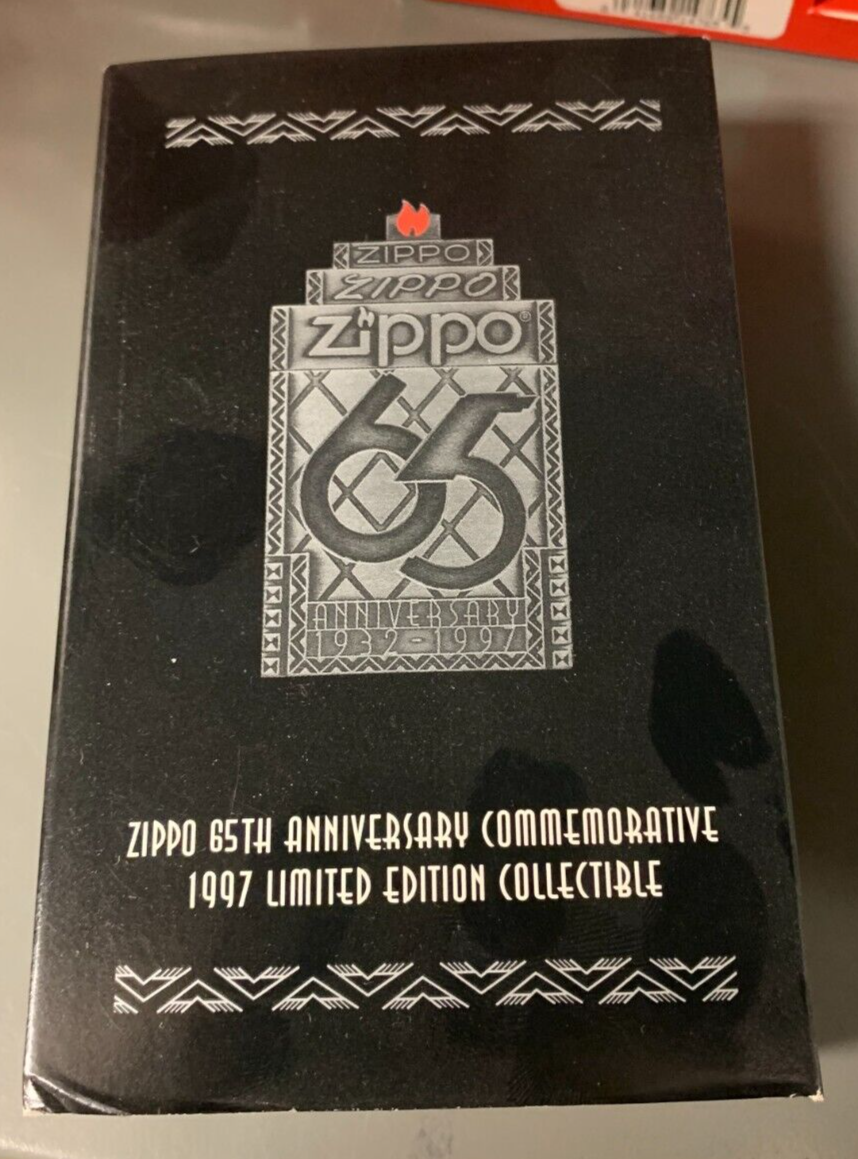 ZIPPO
ZIPPO
zippo®
65
ANNIVERSARY
1932-1997
ZIPPO 65TH ANNIVERSARY COMMEMORATIVE
1997 LIMITED EDITION COLLECTIBLE